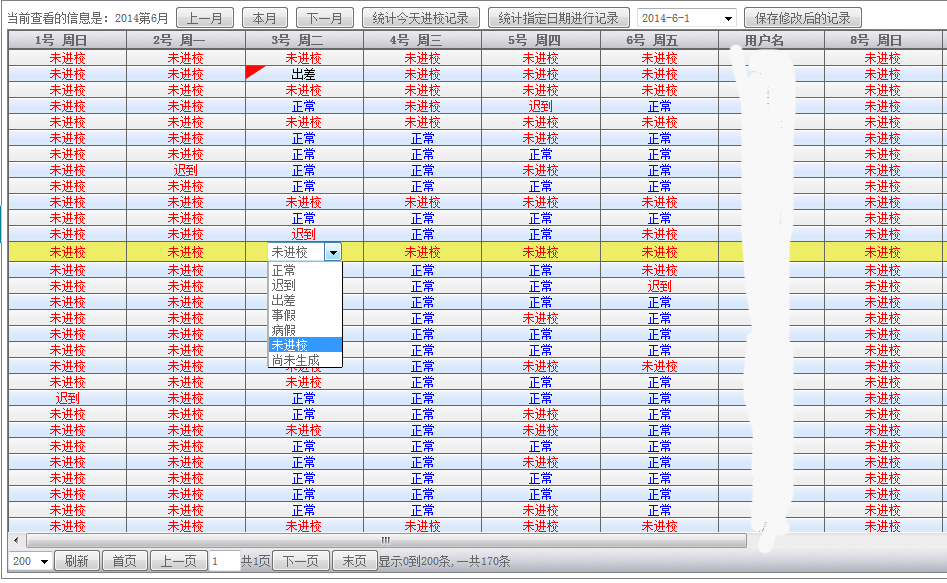 当前查看的信息是: 2014第6月 上一月 本月 下一月 统计今天进校记录 统计指定日期进行记录 2014-6-1 保存修改后的记录
1号 周日 2号 周一 3号 周二 4号 周三 5号 周四 6号 周五 用户名 8号 周日
未进校 未进校 未进校 未进校 未进校 未进校 未进校
未进校 未进校 出差 未进校 未进校 未进校 未进校
未进校 未进校 未进校 未进校 未进校 未进校 未进校
未进校 未进校 正常 未进校 迟到 正常 未进校
未进校 未进校 未进校 未进校 未进校 未进校 未进校
未进校 未进校 正常 正常 未进校 正常 未进校
未进校 未进校 正常 正常 正常 正常 未进校
未进校 迟到 正常 正常 未进校 正常 未进校
未进校 未进校 正常 正常 正常 正常 未进校
未进校 未进校 未进校 未进校 未进校 未进校 未进校
未进校 未进校 正常 正常 正常 正常 未进校
未进校 未进校 迟到 正常 正常 未进校 未进校
未进校 未进校 未进校 未进校 未进校 未进校 未进校
未进校 未进校 正常 正常 正常 未进校 未进校
未进校 未进校 迟到 正常 正常 迟到 未进校
未进校 未进校 出差 正常 正常 正常 未进校
未进校 未进校 事假 正常 未进校 正常 未进校
未进校 未进校 病假 正常 正常 正常 未进校
未进校 未进校 未进校 正常 正常 正常 未进校
未进校 未进校 尚未生成 正常 未进校 未进校 未进校
未进校 未进校 未进校 正常 正常 正常 未进校
迟到 未进校 正常 正常 正常 正常 未进校
未进校 未进校 正常 正常 未进校 正常 未进校
未进校 未进校 未进校 正常 未进校 正常 未进校
未进校 未进校 正常 正常 正常 正常 未进校
未进校 未进校 正常 正常 未进校 正常 未进校
未进校 未进校 正常 正常 正常 正常 未进校
未进校 未进校 正常 正常 正常 正常 未进校
未进校 未进校 正常 正常 正常 正常 未进校
未进校 未进校 未进校 未进校 未进校 未进校 未进校
200 刷新 首页 上一页 1 共1页 下一页 末页 显示0到200条,一共170条